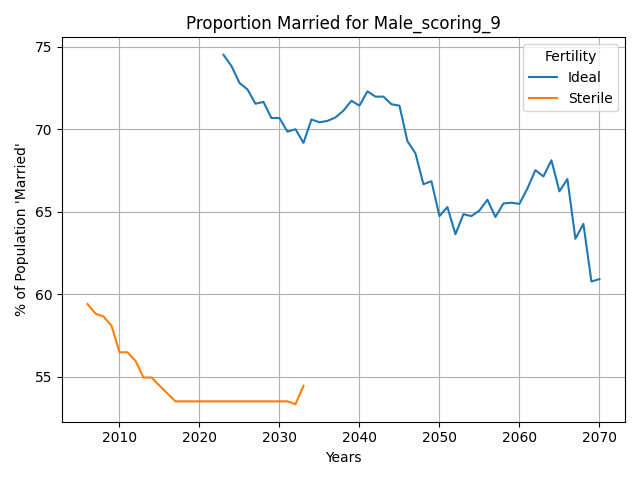 Proportion Married for Male_scoring_9
% of Population 'Married'
75
70
65
60
55
Fertility
Ideal
Sterile
2010 2020 2030 2040 2050 2060 2070
Years